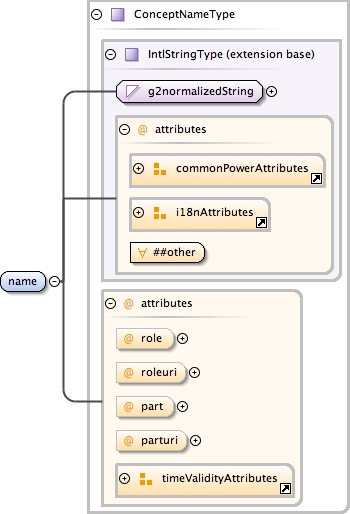 ConceptNameType
IntlStringType (extension base)
g2normalizedString
@ attributes
commonPowerAttributes
i18nAttributes
∀ ##other
name
@ attributes
@ role
@ roleuri
@ part
@ parturi
timeValidityAttributes